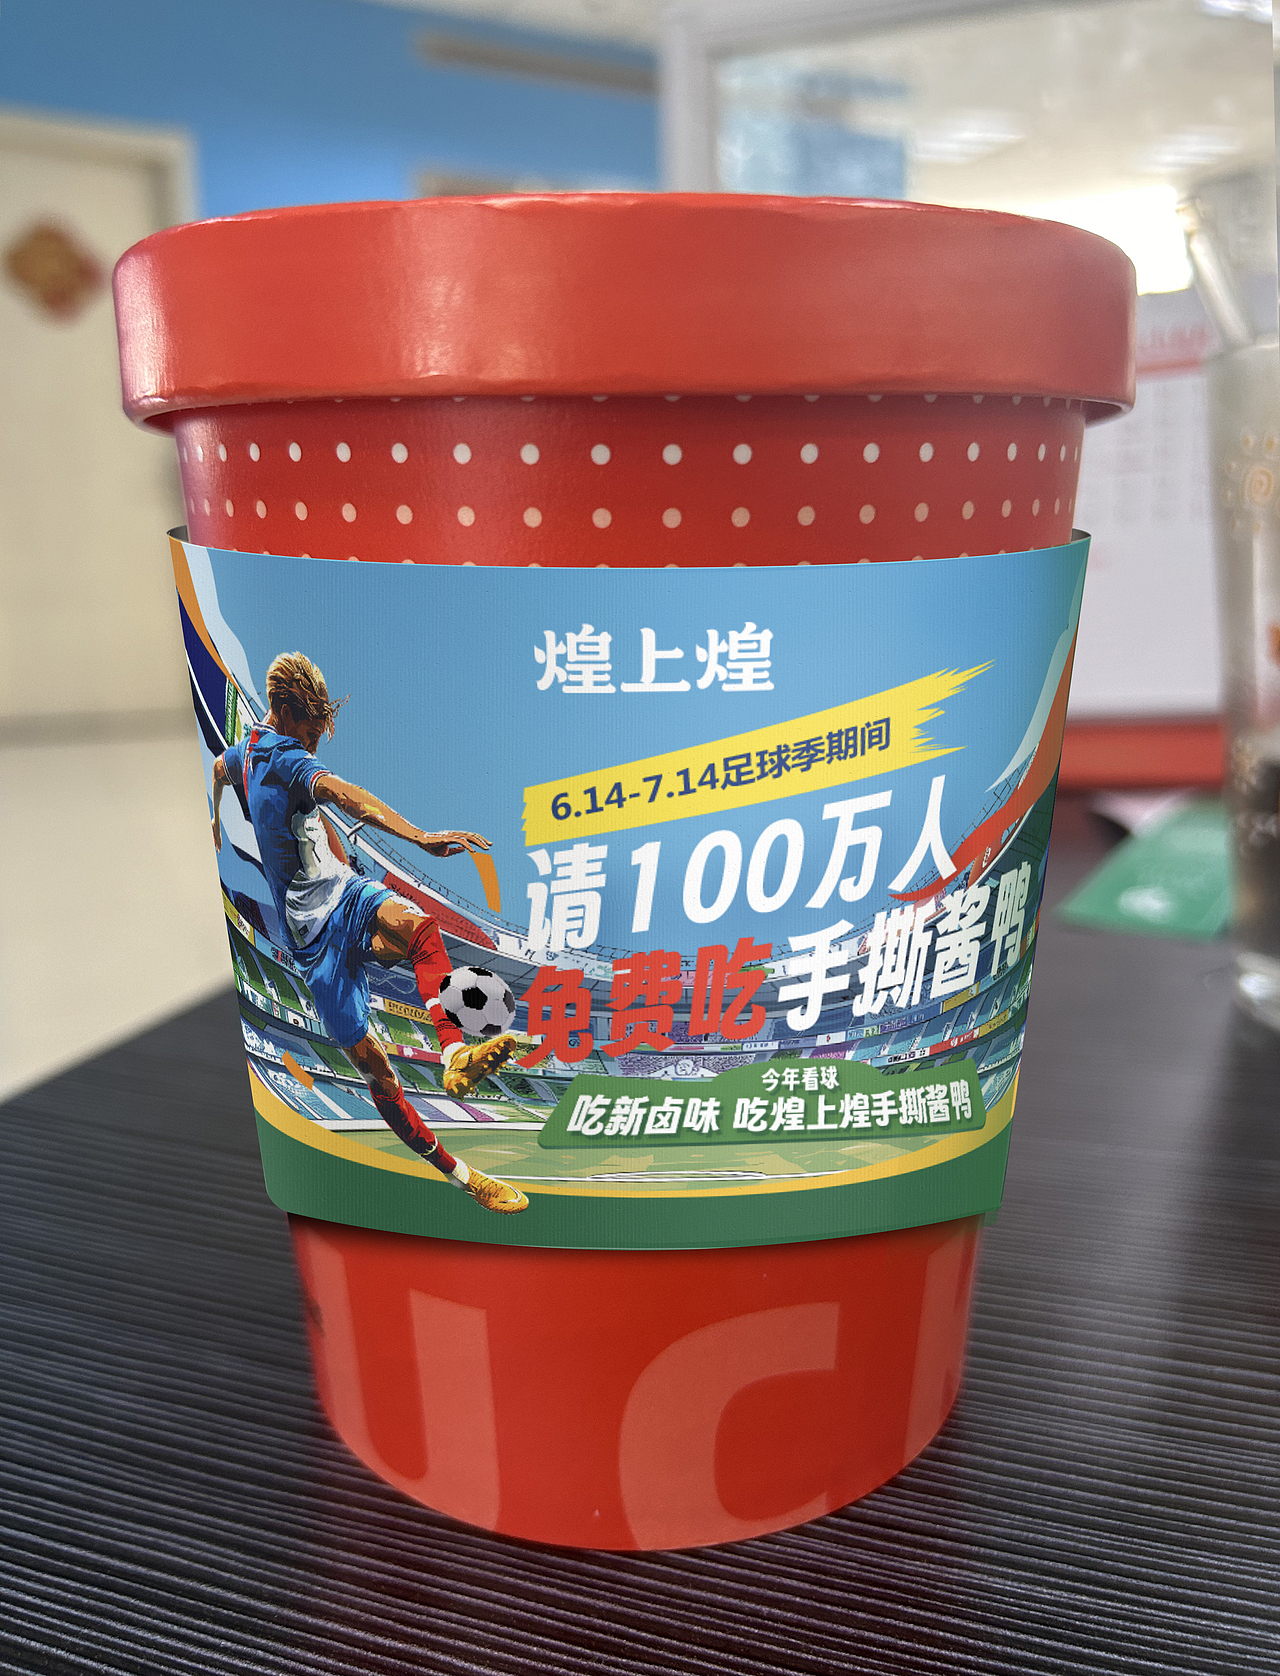 煌上煌
6.14-7.14足球季期间
请100万人
免费吃手撕酱鸭
今年看球
吃新卤味 吃煌上煌手撕酱鸭
UC